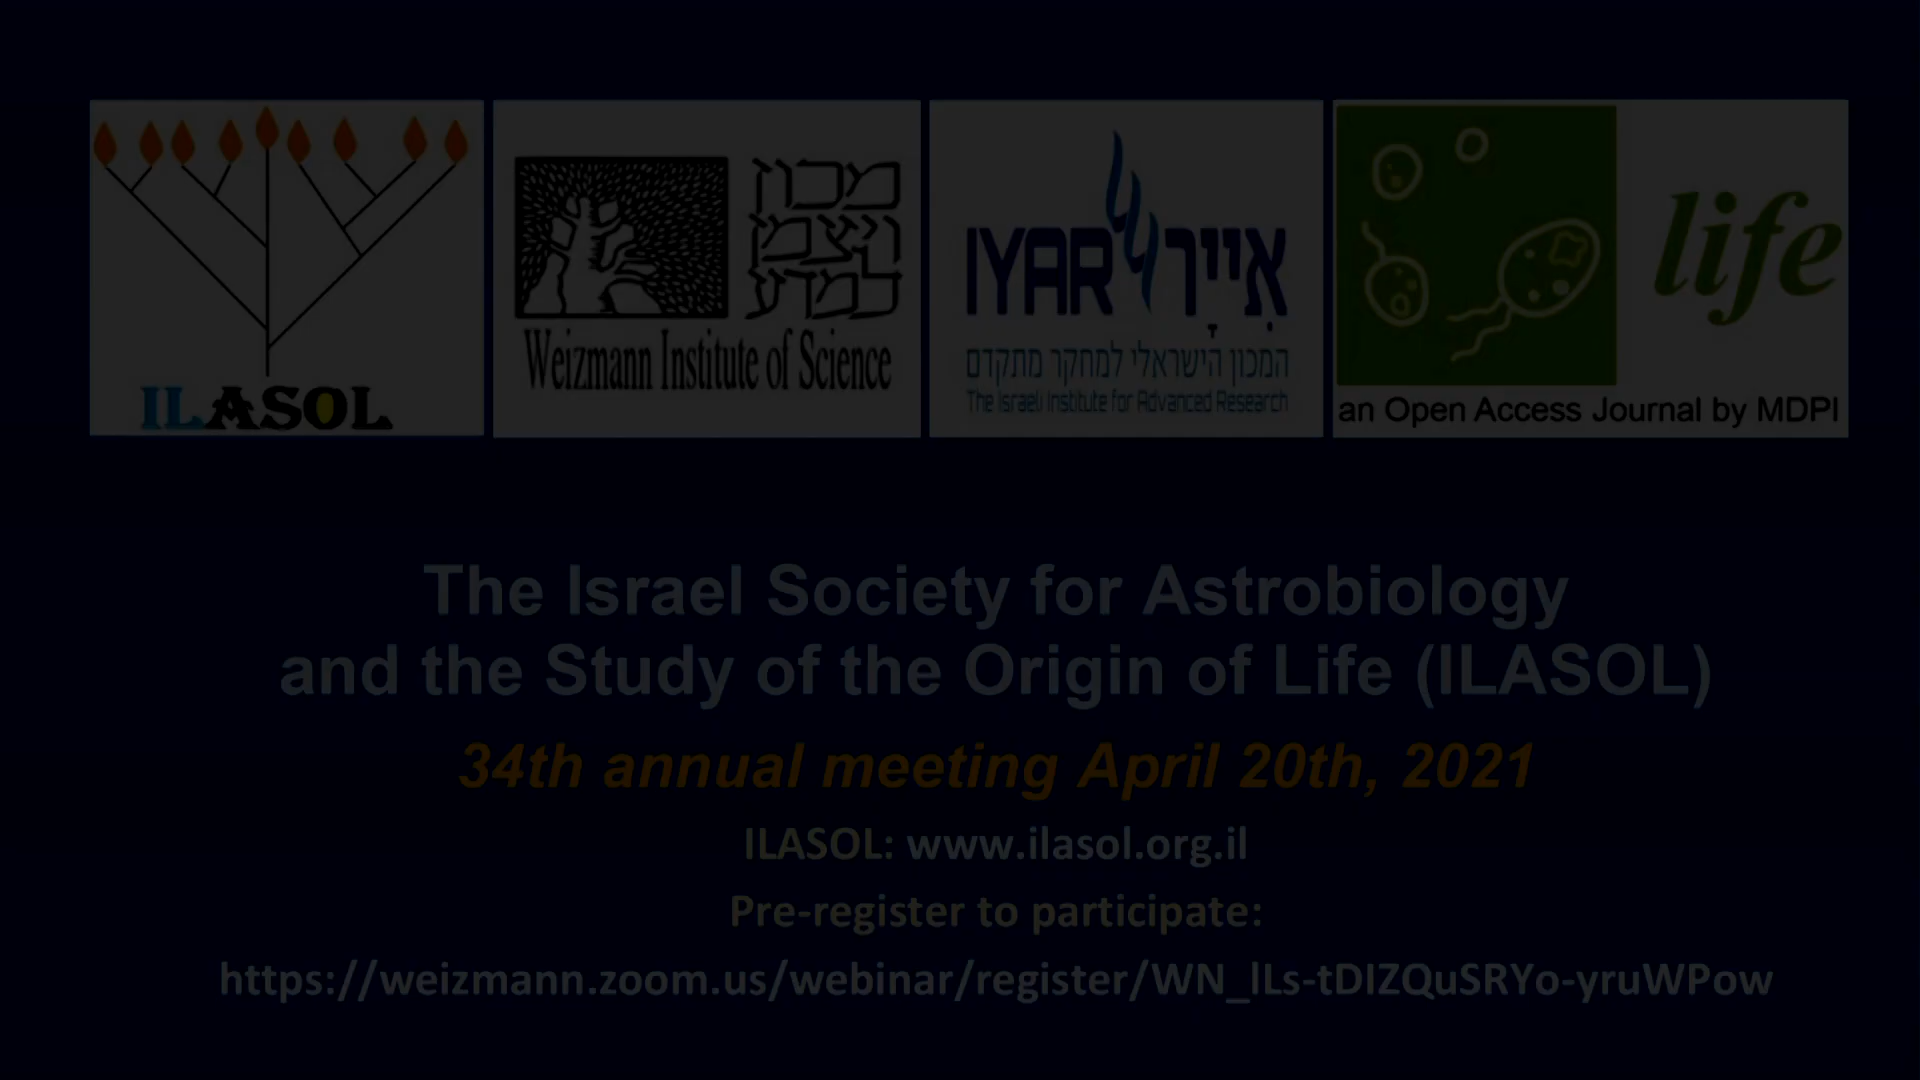 ILASOL
מכון
ויצמן
למדע
Weizmann Institute of Science
IYAR אִייָר
המכון הישראלי למחקר מתקדם
The Israeli Institute for Advanced Research
life
an Open Access Journal by MDPI
The Israel Society for Astrobiology
and the Study of the Origin of Life (ILASOL)
34th annual meeting April 20th, 2021
ILASOL: www.ilasol.org.il
Pre-register to participate:
https://weizmann.zoom.us/webinar/register/WN_lLs-tDIZQuSRYo-yruWPow